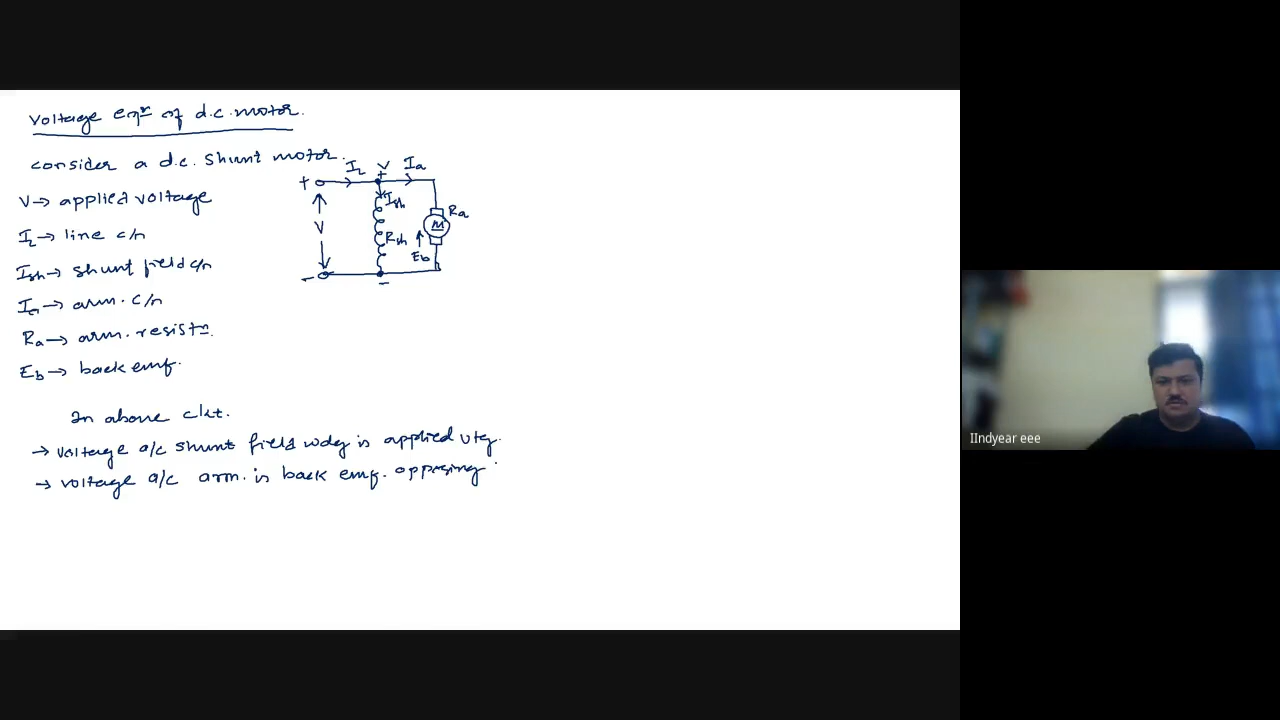 Voltage eqn of d.c. motor.
consider a d.c. shunt motor.
V → applied voltage
IL → line c/n
Ish → shunt field c/n
Ia → arm. c/n
Ra → arm. resistn.
Eb → back emf.
+ IL V + Ia
Ish
V Rsh M Ra
Eb
− −
In above ckt.
→ voltage a/c shunt field wdg is applied vtg.
→ voltage a/c arm. is back emf. opposing
IIndyear eee